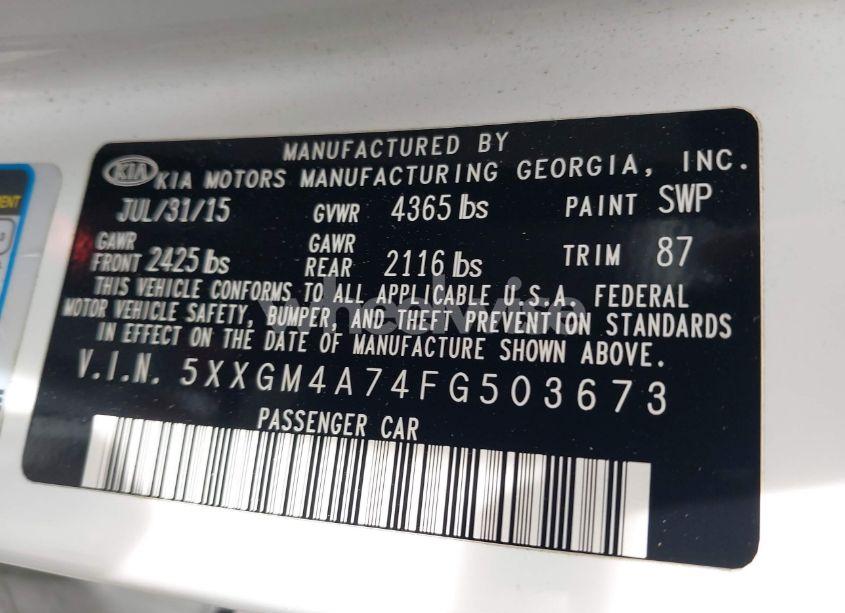 MANUFACTURED BY
KIA KIA MOTORS MANUFACTURING GEORGIA, INC.
JUL/31/15 GVWR 4365 lbs PAINT SWP
GAWR FRONT 2425 lbs GAWR REAR 2116 lbs TRIM 87
THIS VEHICLE CONFORMS TO ALL APPLICABLE U.S.A. FEDERAL
MOTOR VEHICLE SAFETY, BUMPER, AND THEFT PREVENTION STANDARDS
IN EFFECT ON THE DATE OF MANUFACTURE SHOWN ABOVE.
V.I.N. 5XXGM4A74FG503673
PASSENGER CAR